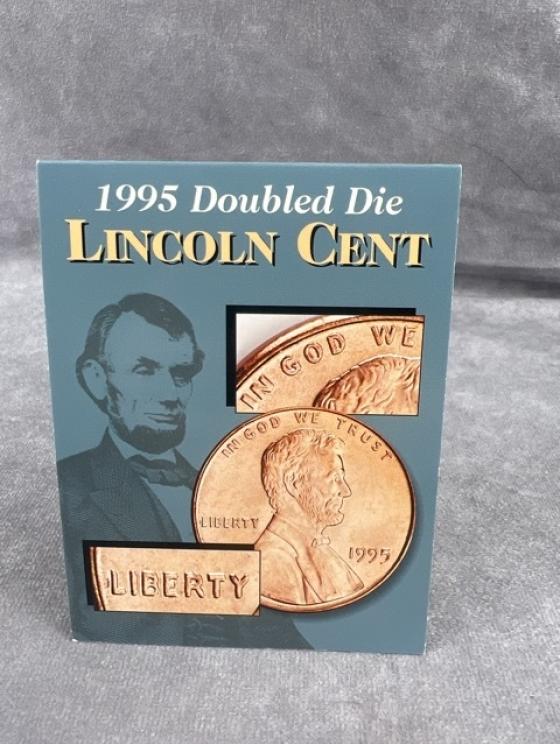 1995 Doubled Die
LINCOLN CENT
IN GOD WE
IN GOD WE TRUST
LIBERTY
1995
LIBERTY